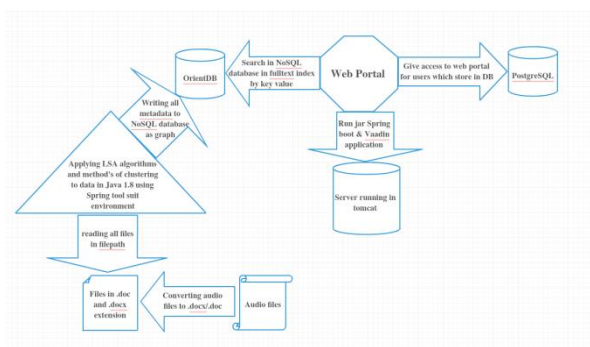 OrientDB
Search in NoSQL
database in fulltext index
by key value
Web Portal
Give access to web portal
for users which store in DB
PostgreSQL
Writing all
metadata to
NoSQL database
as graph
Run jar Spring
boot & Vaadin
application
Applying LSA algorithms
and method's of clustering
to data in Java 1.8 using
Spring tool suit
environment
Server running in
tomcat
reading all files
in filepath
Files in .doc
and .docx
extension
Converting audio
files to .docx/.doc
Audio files